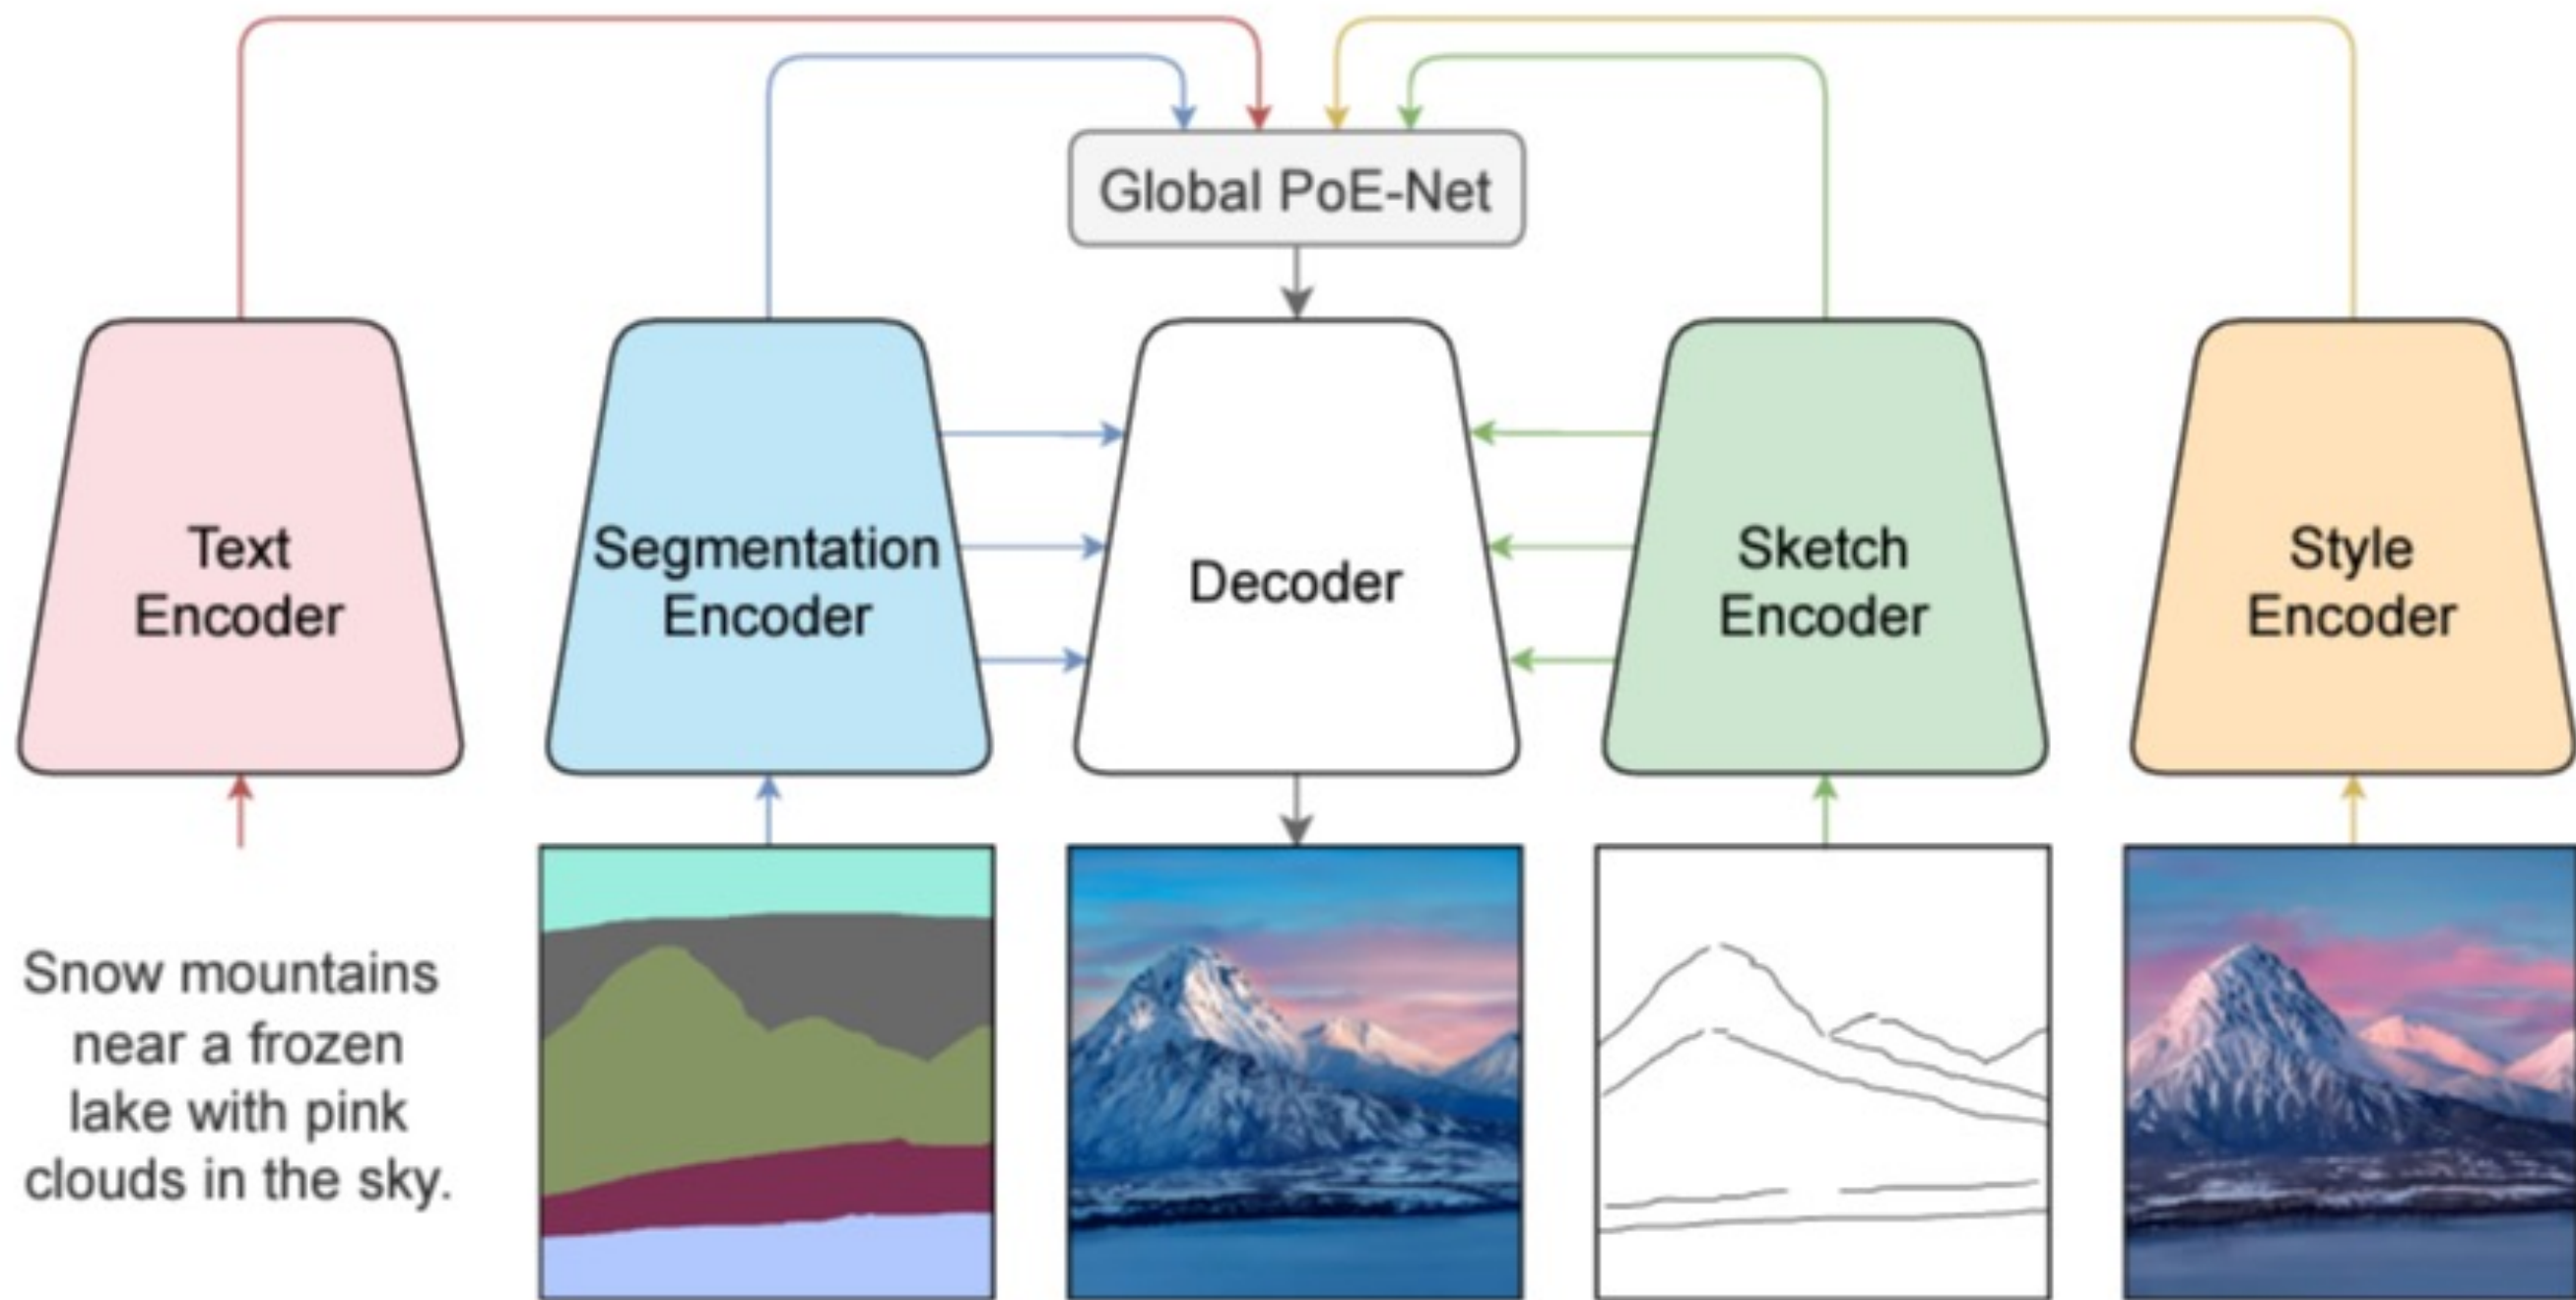 Global PoE-Net
Text
Encoder
Segmentation
Encoder
Decoder
Sketch
Encoder
Style
Encoder
Snow mountains
near a frozen
lake with pink
clouds in the sky.